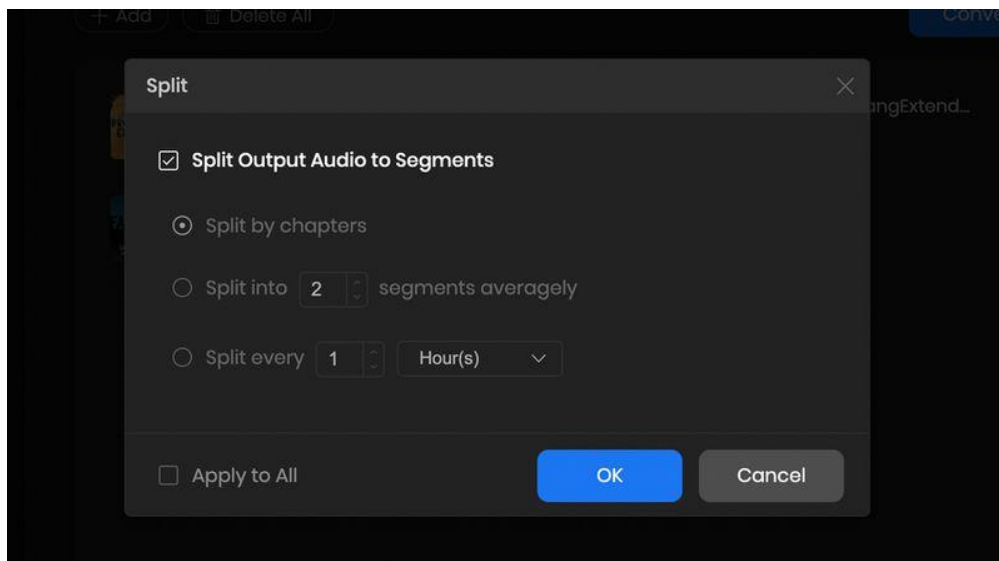 Add Delete All
Split
Split Output Audio to Segments
Split by chapters
Split into 2 segments averagely
Split every 1 Hour(s)
Apply to All OK Cancel